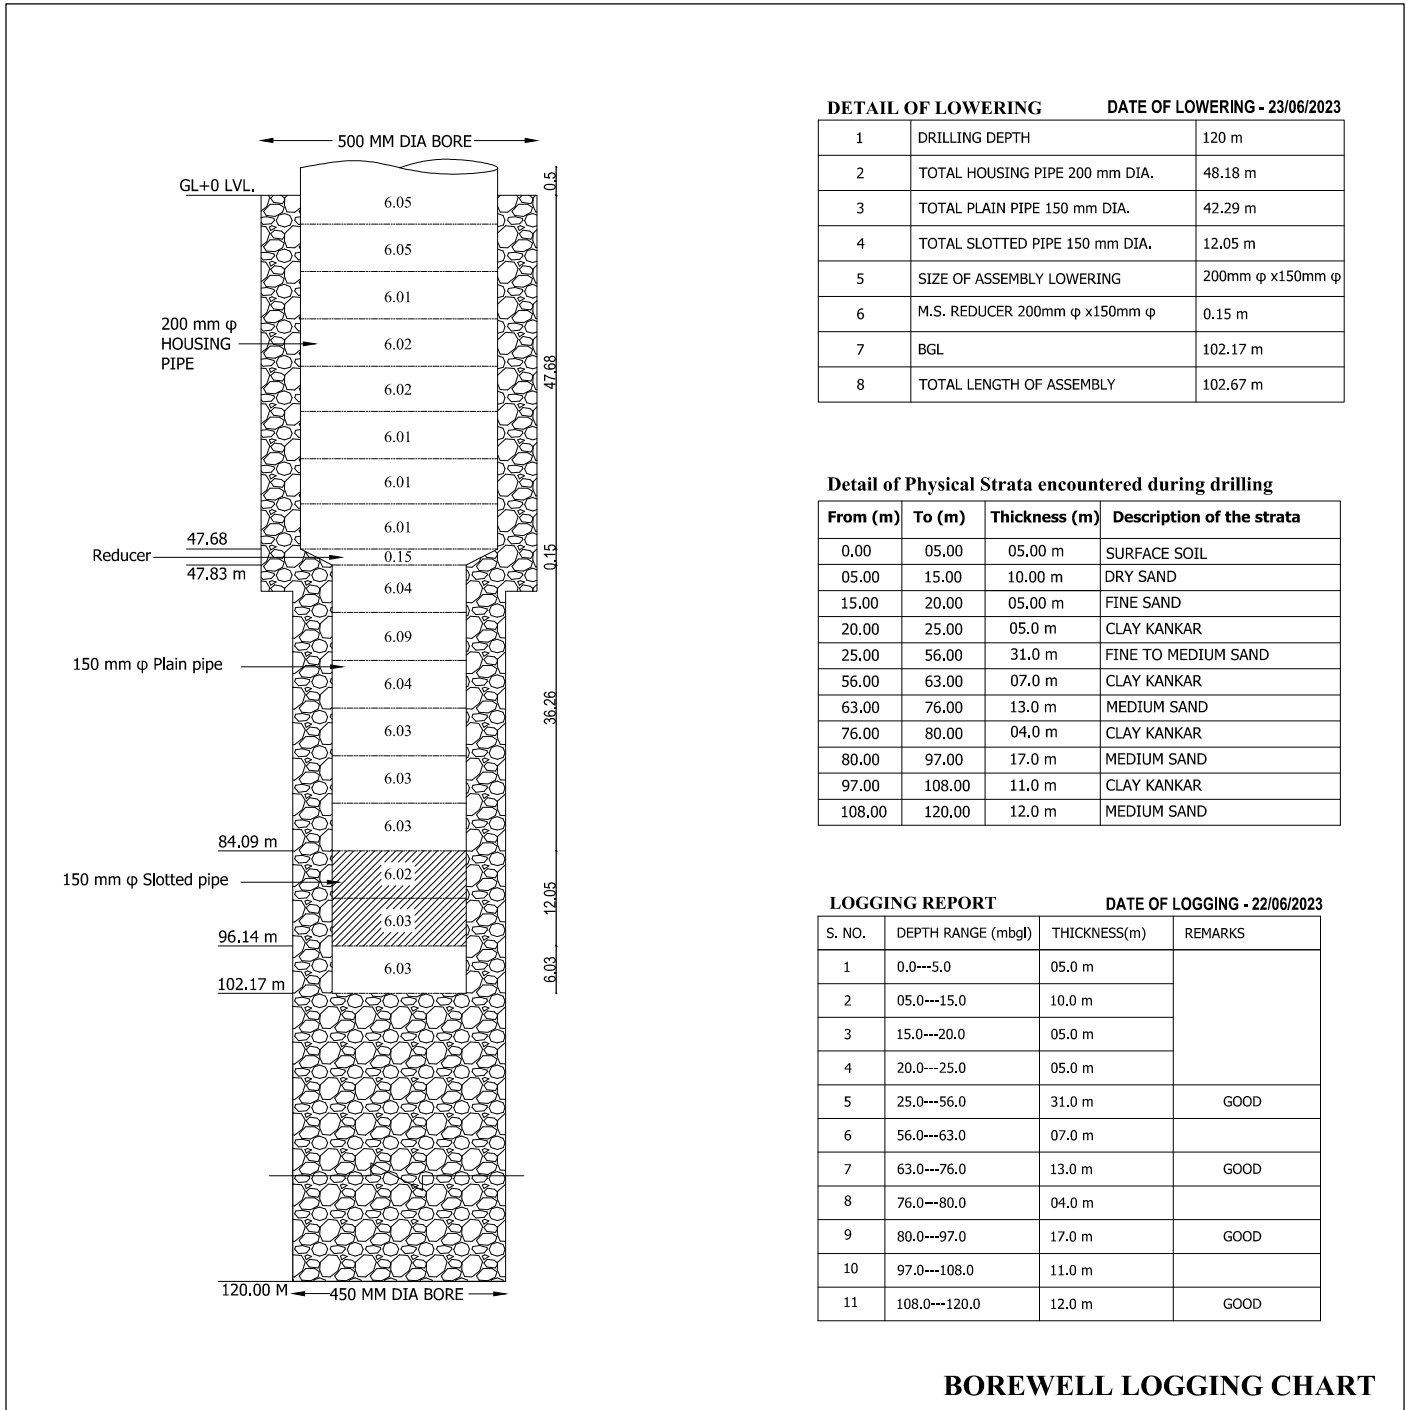 500 MM DIA BORE
GL+0 LVL.
0.5
6.05
6.05
6.01
200 mm φ
HOUSING
PIPE
6.02
47.68
6.02
6.01
6.01
6.01
47.68
Reducer
0.15
0.15
47.83 m
6.04
6.09
150 mm φ Plain pipe
6.04
36.26
6.03
6.03
6.03
84.09 m
150 mm φ Slotted pipe
6.02
12.05
6.03
96.14 m
6.03
6.03
102.17 m
120.00 M
450 MM DIA BORE
DETAIL OF LOWERING DATE OF LOWERING - 23/06/2023
1 DRILLING DEPTH 120 m
2 TOTAL HOUSING PIPE 200 mm DIA. 48.18 m
3 TOTAL PLAIN PIPE 150 mm DIA. 42.29 m
4 TOTAL SLOTTED PIPE 150 mm DIA. 12.05 m
5 SIZE OF ASSEMBLY LOWERING 200mm φ x150mm φ
6 M.S. REDUCER 200mm φ x150mm φ 0.15 m
7 BGL 102.17 m
8 TOTAL LENGTH OF ASSEMBLY 102.67 m
Detail of Physical Strata encountered during drilling
From (m) To (m) Thickness (m) Description of the strata
0.00 05.00 05.00 m SURFACE SOIL
05.00 15.00 10.00 m DRY SAND
15.00 20.00 05.00 m FINE SAND
20.00 25.00 05.0 m CLAY KANKAR
25.00 56.00 31.0 m FINE TO MEDIUM SAND
56.00 63.00 07.0 m CLAY KANKAR
63.00 76.00 13.0 m MEDIUM SAND
76.00 80.00 04.0 m CLAY KANKAR
80.00 97.00 17.0 m MEDIUM SAND
97.00 108.00 11.0 m CLAY KANKAR
108.00 120.00 12.0 m MEDIUM SAND
LOGGING REPORT DATE OF LOGGING - 22/06/2023
S. NO. DEPTH RANGE (mbgl) THICKNESS(m) REMARKS
1 0.0---5.0 05.0 m
2 05.0---15.0 10.0 m
3 15.0---20.0 05.0 m
4 20.0---25.0 05.0 m
5 25.0---56.0 31.0 m GOOD
6 56.0---63.0 07.0 m
7 63.0---76.0 13.0 m GOOD
8 76.0---80.0 04.0 m
9 80.0---97.0 17.0 m GOOD
10 97.0---108.0 11.0 m
11 108.0---120.0 12.0 m GOOD
BOREWELL LOGGING CHART